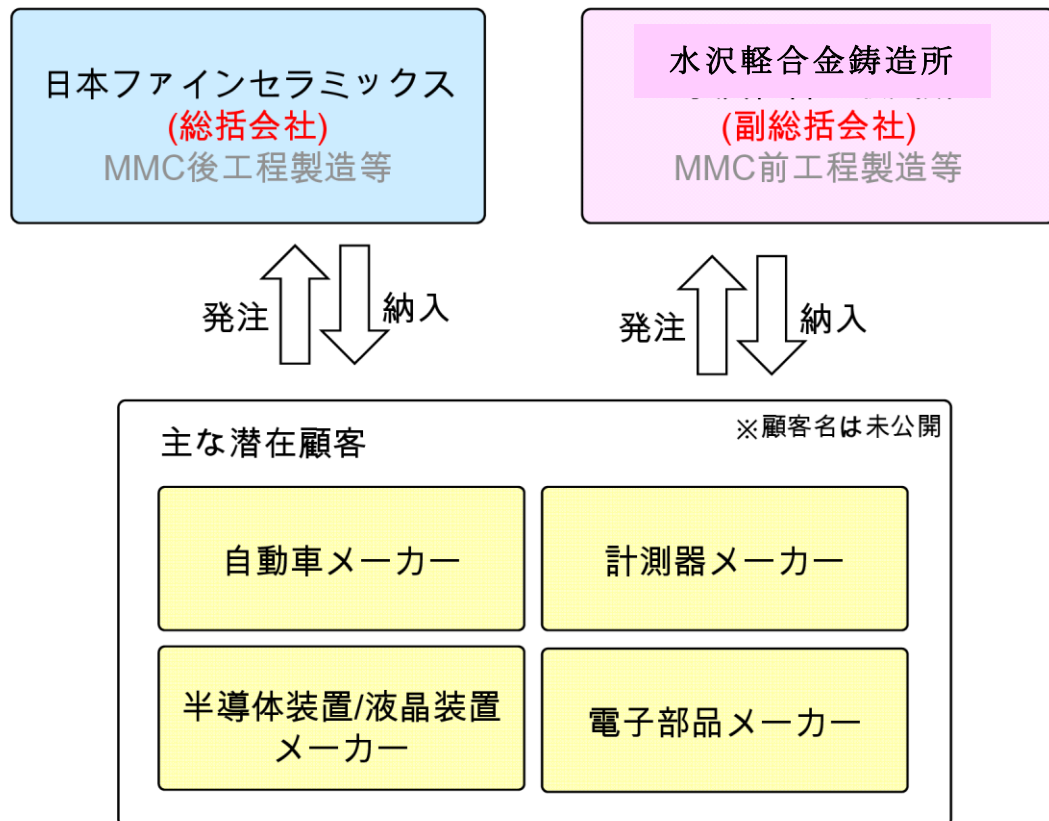 日本ファインセラミックス
(総括会社)
MMC後工程製造等
水沢軽合金鋳造所
(副総括会社)
MMC前工程製造等
発注
納入
発注
納入
主な潜在顧客
※顧客名は未公開
自動車メーカー
計測器メーカー
半導体装置/液晶装置
メーカー
電子部品メーカー